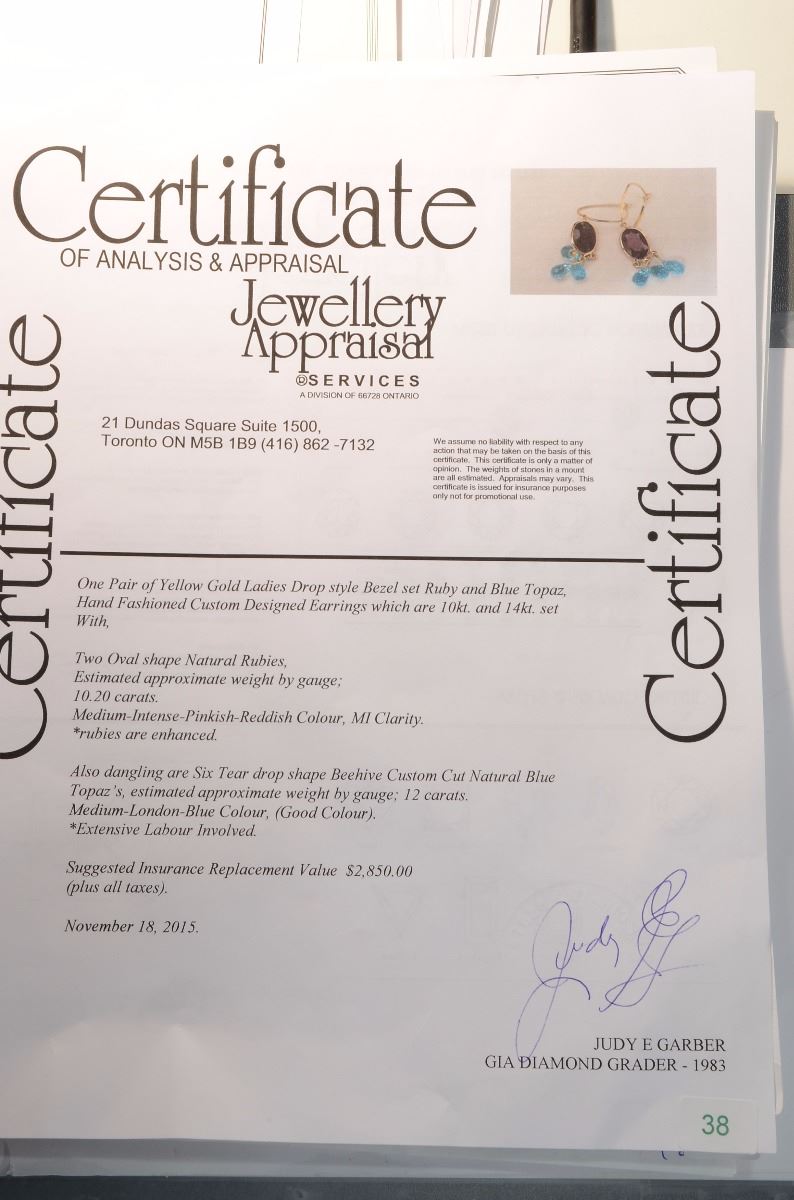 Certificate
OF ANALYSIS & APPRAISAL
Jewellery
Appraisal
SERVICES
A DIVISION OF 66728 ONTARIO
21 Dundas Square Suite 1500,
Toronto ON M5B 1B9 (416) 862 -7132
We assume no liability with respect to any
action that may be taken on the basis of this
certificate. This certificate is only a matter of
opinion. The weights of stones in a mount
are all estimated. Appraisals may vary. This
certificate is issued for insurance purposes
only not for promotional use.
Certificate
Certificate
One Pair of Yellow Gold Ladies Drop style Bezel set Ruby and Blue Topaz,
Hand Fashioned Custom Designed Earrings which are 10kt. and 14kt. set
With,
Two Oval shape Natural Rubies,
Estimated approximate weight by gauge;
10.20 carats.
Medium-Intense-Pinkish-Reddish Colour, MI Clarity.
*rubies are enhanced.
Also dangling are Six Tear drop shape Beehive Custom Cut Natural Blue
Topaz's, estimated approximate weight by gauge; 12 carats.
Medium-London-Blue Colour, (Good Colour).
*Extensive Labour Involved.
Suggested Insurance Replacement Value $2,850.00
(plus all taxes).
November 18, 2015.
Judy
JUDY E GARBER
GIA DIAMOND GRADER - 1983
38